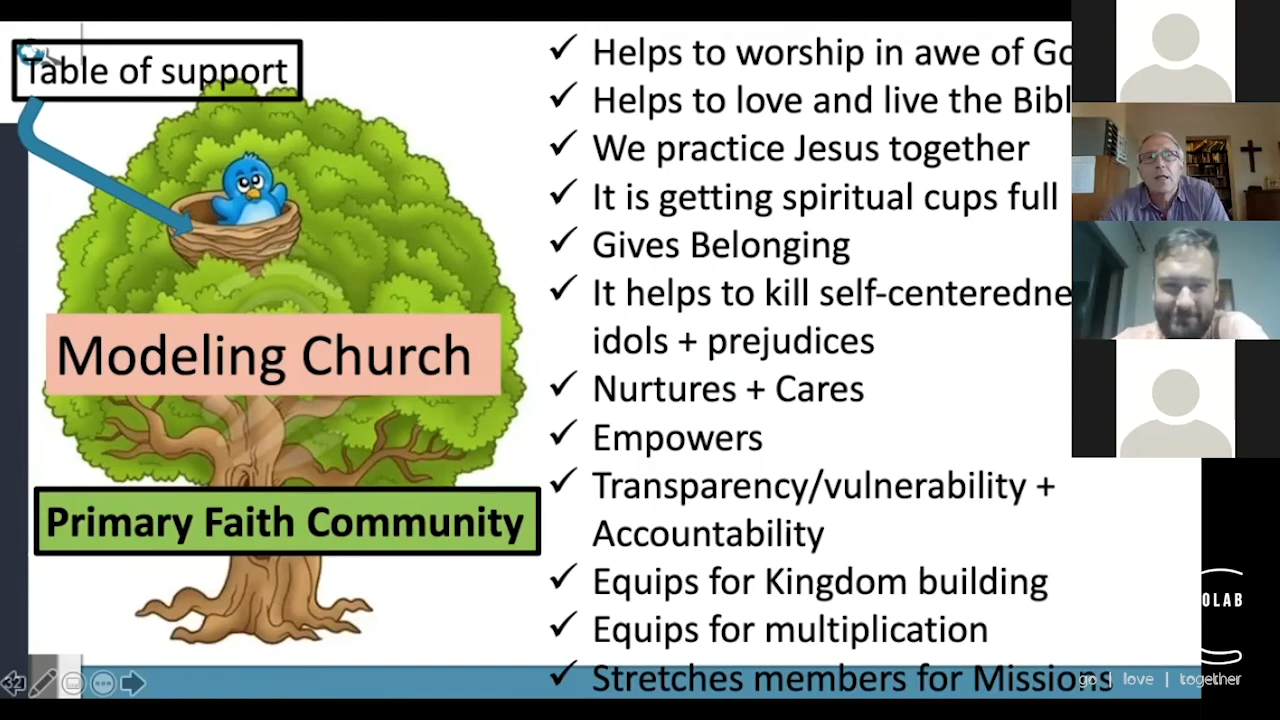 Table of support
Modeling Church
Primary Faith Community
✓ Helps to worship in awe of
✓ Helps to love and live the
✓ We practice Jesus together
✓ It is getting spiritual cups full
✓ Gives Belonging
✓ It helps to kill
idols + prejudices
✓ Nurtures + Cares
✓ Empowers
✓ Transparency/vulnerability +
Accountability
✓ Equips for Kingdom building
✓ Equips for multiplication
✓ Stretches members for Missions
32
OLAB
go | love | together